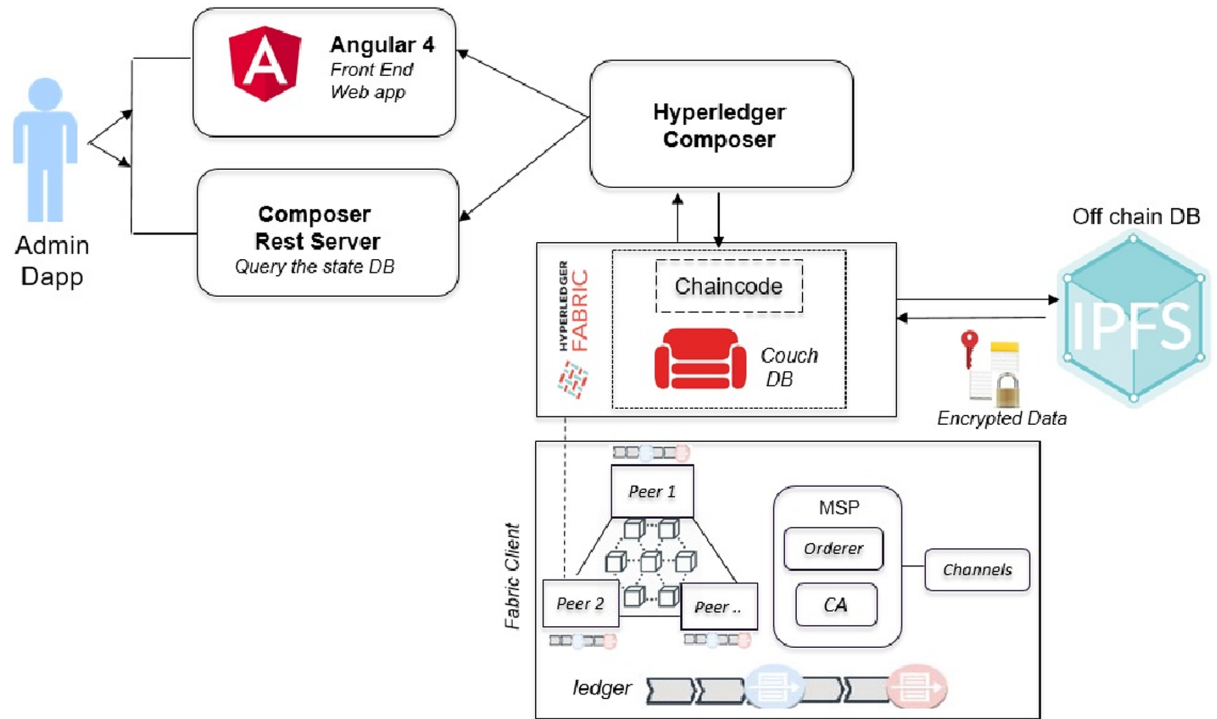 Angular 4
Front End
Web app
Hyperledger
Composer
Composer
Rest Server
Query the state DB
Admin
Dapp
Off chain DB
IPFS
HYPERLEDGER
FABRIC
Chaincode
Couch
DB
Encrypted Data
Fabric Client
Peer 1
Peer 2
Peer ..
MSP
Orderer
CA
Channels
ledger